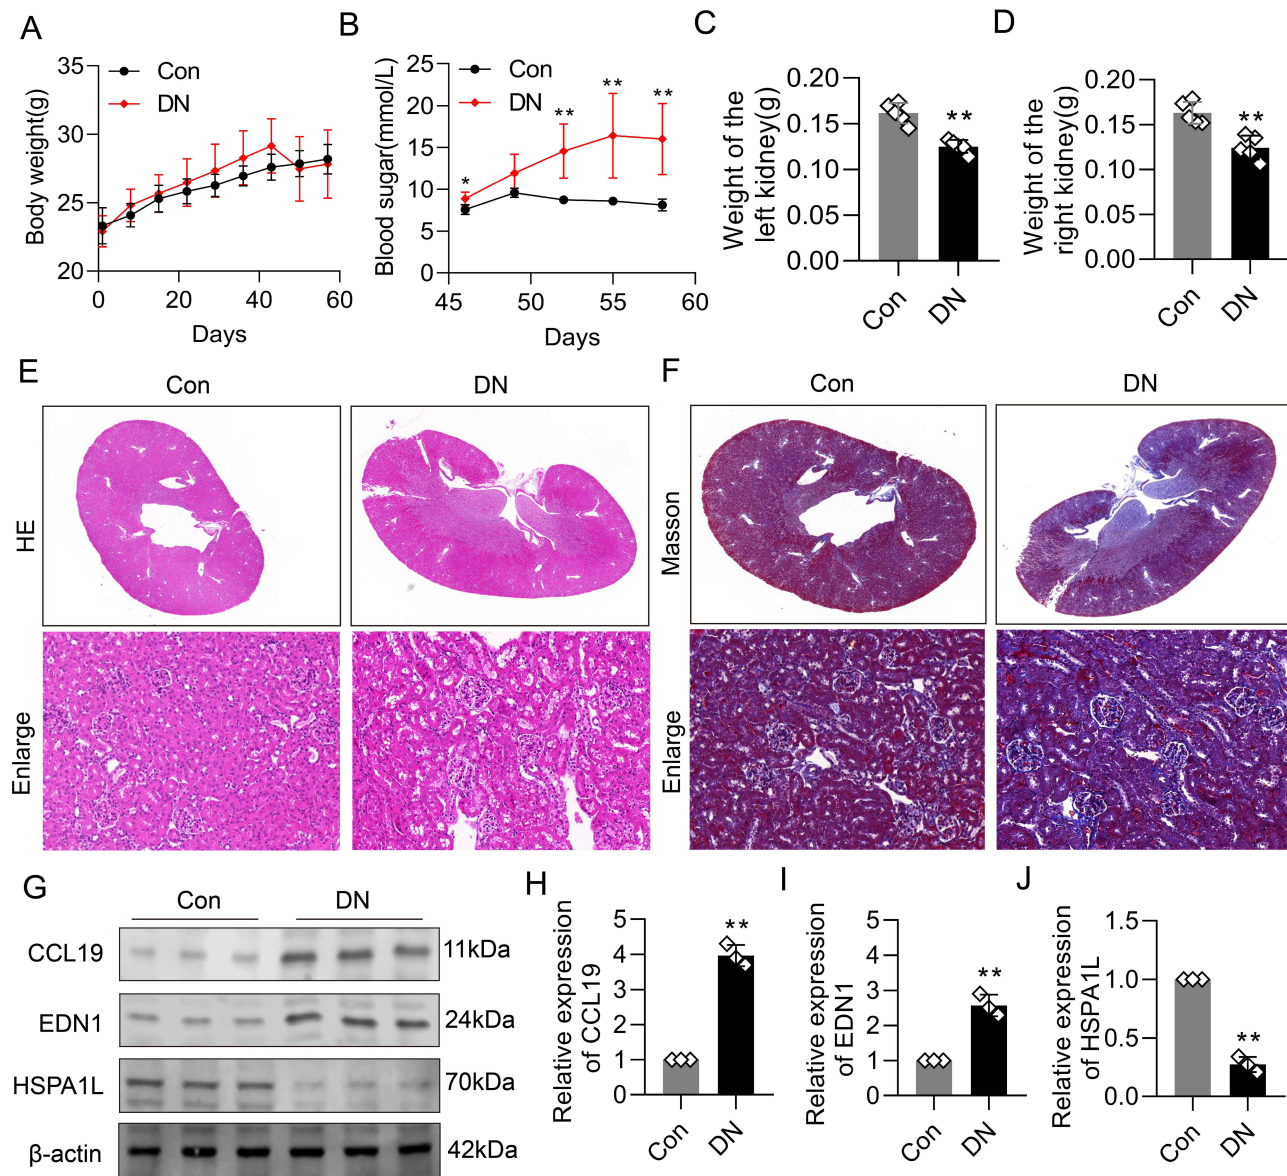 A
Body weight(g)
35
30
25
20
0
20
40
60
Days
Con
DN
B
Blood sugar(mmol/L)
25
20
15
10
5
0
45
50
55
60
Days
Con
DN
*
**
**
**
C
Weight of the
left kidney(g)
0.20
0.15
0.10
0.05
0.00
**
Con
DN
D
Weight of the
right kidney(g)
0.20
0.15
0.10
0.05
0.00
**
Con
DN
E
Con
DN
HE
Enlarge
F
Con
DN
Masson
Enlarge
G
Con
DN
CCL19
11kDa
EDN1
24kDa
HSPA1L
70kDa
β-actin
42kDa
H
Relative expression
of CCL19
5
4
3
2
1
0
**
Con
DN
I
Relative expression
of EDN1
5
4
3
2
1
0
**
Con
DN
J
Relative expression
of HSPA1L
1.5
1.0
0.5
0.0
**
Con
DN